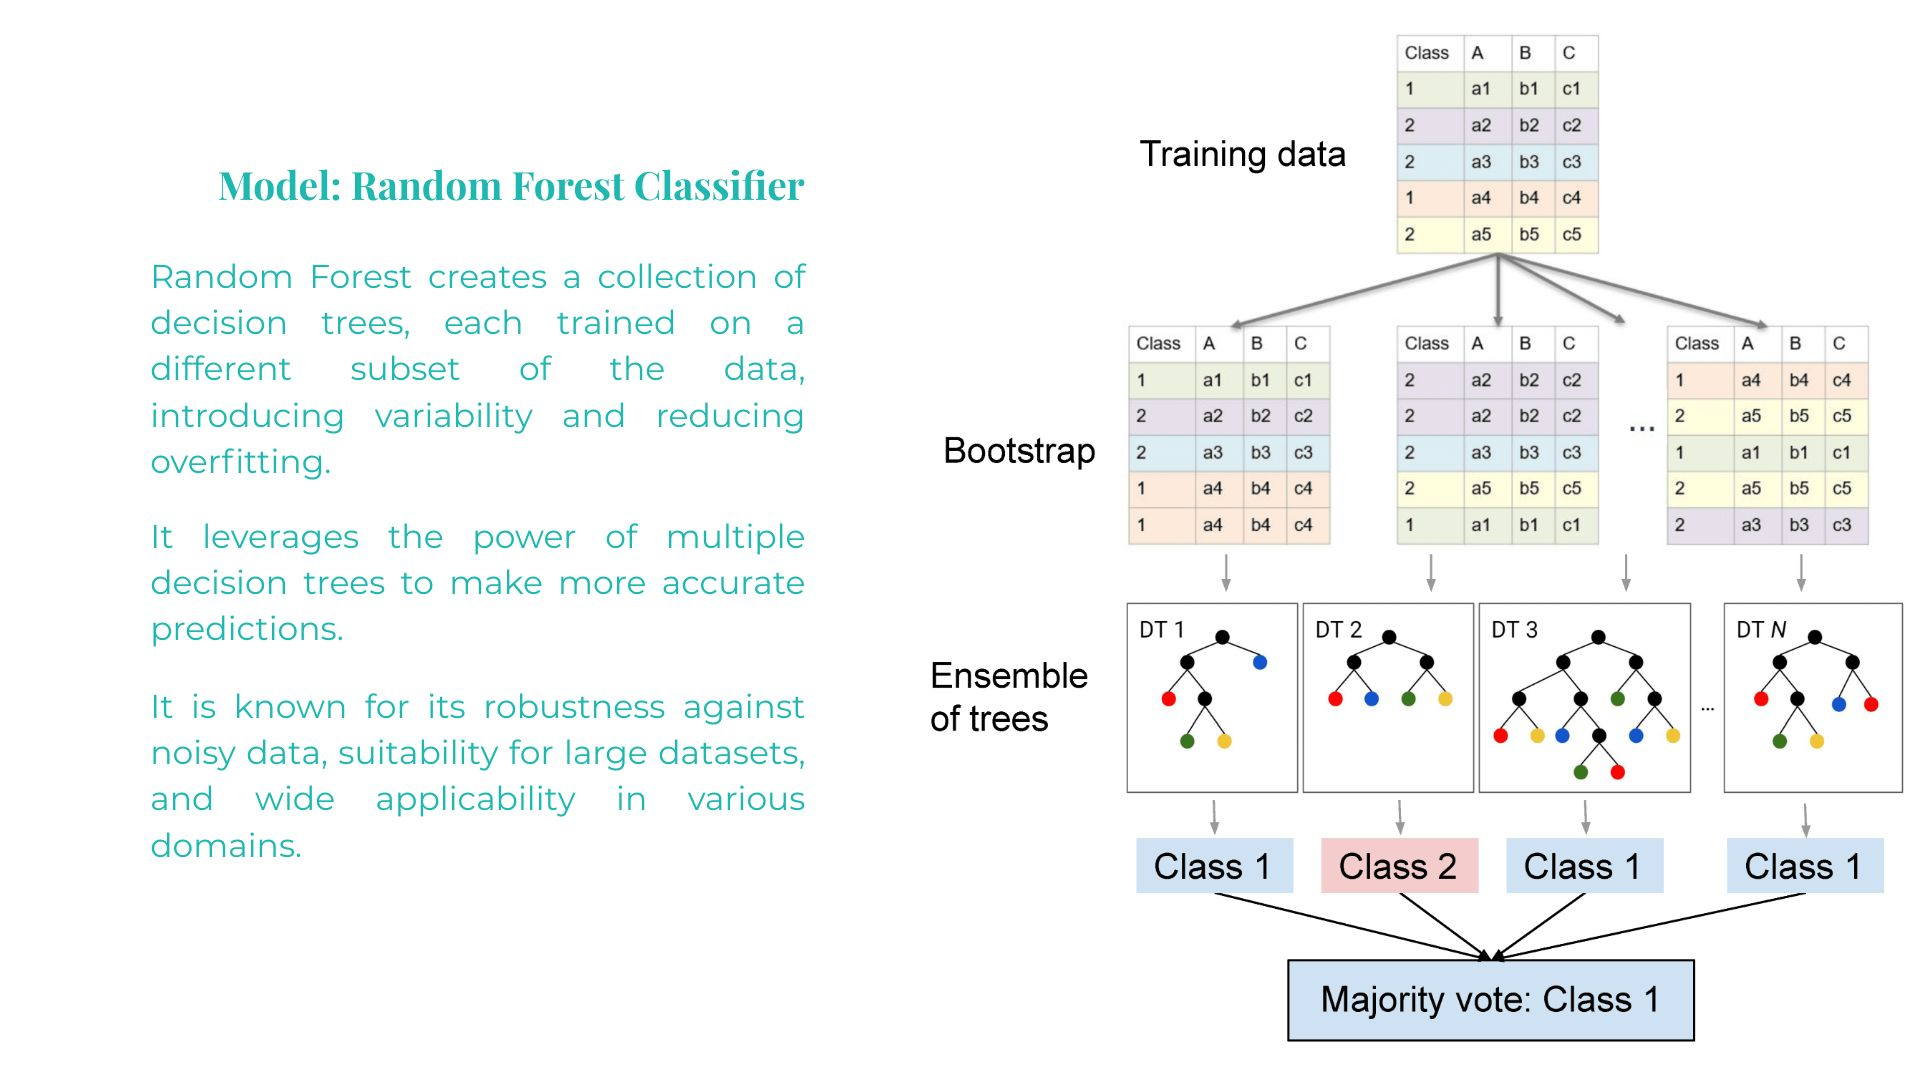 Model: Random Forest Classifier
Random Forest creates a collection of
decision trees, each trained on a
different subset of the data,
introducing variability and reducing
overfitting.
It leverages the power of multiple
decision trees to make more accurate
predictions.
It is known for its robustness against
noisy data, suitability for large datasets,
and wide applicability in various
domains.
Training data
Class A B C
1 a1 b1 c1
2 a2 b2 c2
2 a3 b3 c3
1 a4 b4 c4
2 a5 b5 c5
Bootstrap
Class A B C
1 a1 b1 c1
2 a2 b2 c2
2 a3 b3 c3
1 a4 b4 c4
1 a4 b4 c4
Class A B C
2 a2 b2 c2
2 a2 b2 c2
2 a3 b3 c3
2 a5 b5 c5
1 a1 b1 c1
...
Class A B C
1 a4 b4 c4
2 a5 b5 c5
1 a1 b1 c1
2 a5 b5 c5
2 a3 b3 c3
Ensemble
of trees
DT 1
DT 2
DT 3
...
DT N
Class 1
Class 2
Class 1
Class 1
Majority vote: Class 1